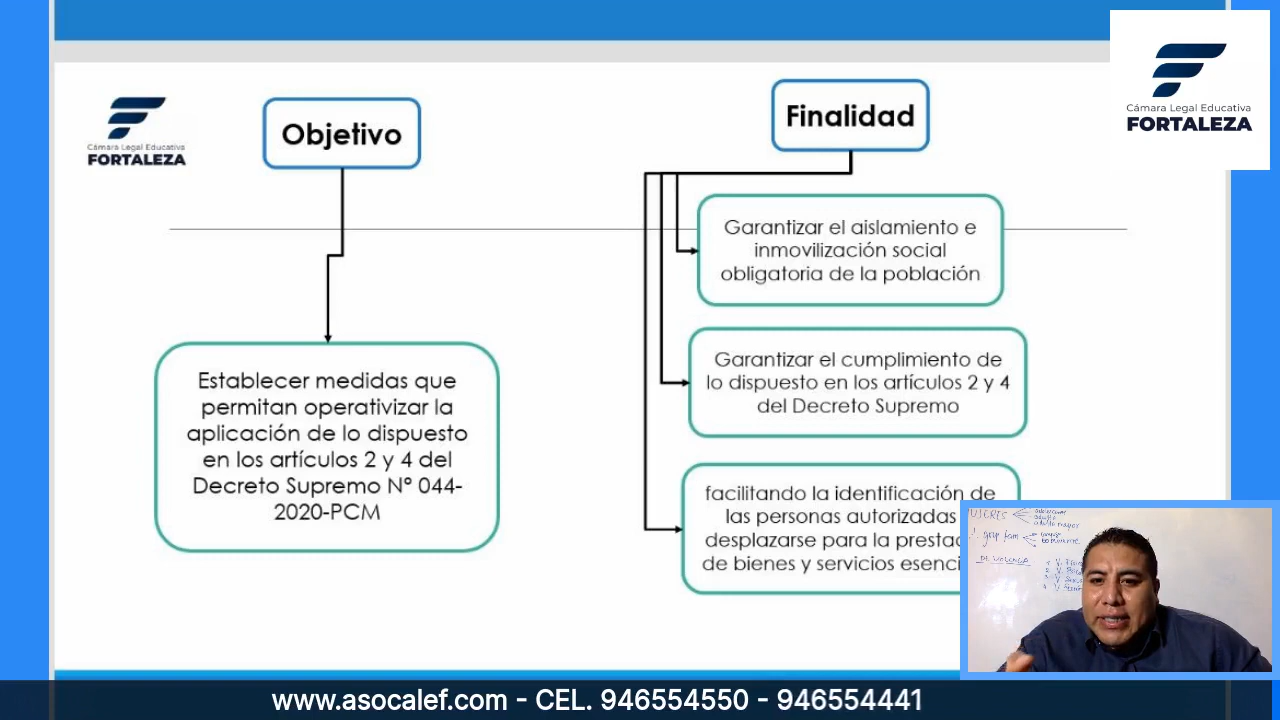 Cámara Legal Educativa
FORTALEZA
Objetivo
Establecer medidas que
permitan operativizar la
aplicación de lo dispuesto
en los artículos 2 y 4 del
Decreto Supremo N° 044-
2020-PCM
Finalidad
Garantizar el aislamiento e
inmovilización social
obligatoria de la población
Garantizar el cumplimiento de
lo dispuesto en los artículos 2 y 4
del Decreto Supremo
facilitando la identificación de
las personas autorizadas
desplazarse para la
de bienes y servicios
Cámara Legal Educativa
FORTALEZA
adulto mayor
www.asocalef.com - CEL. 946554550 - 946554441